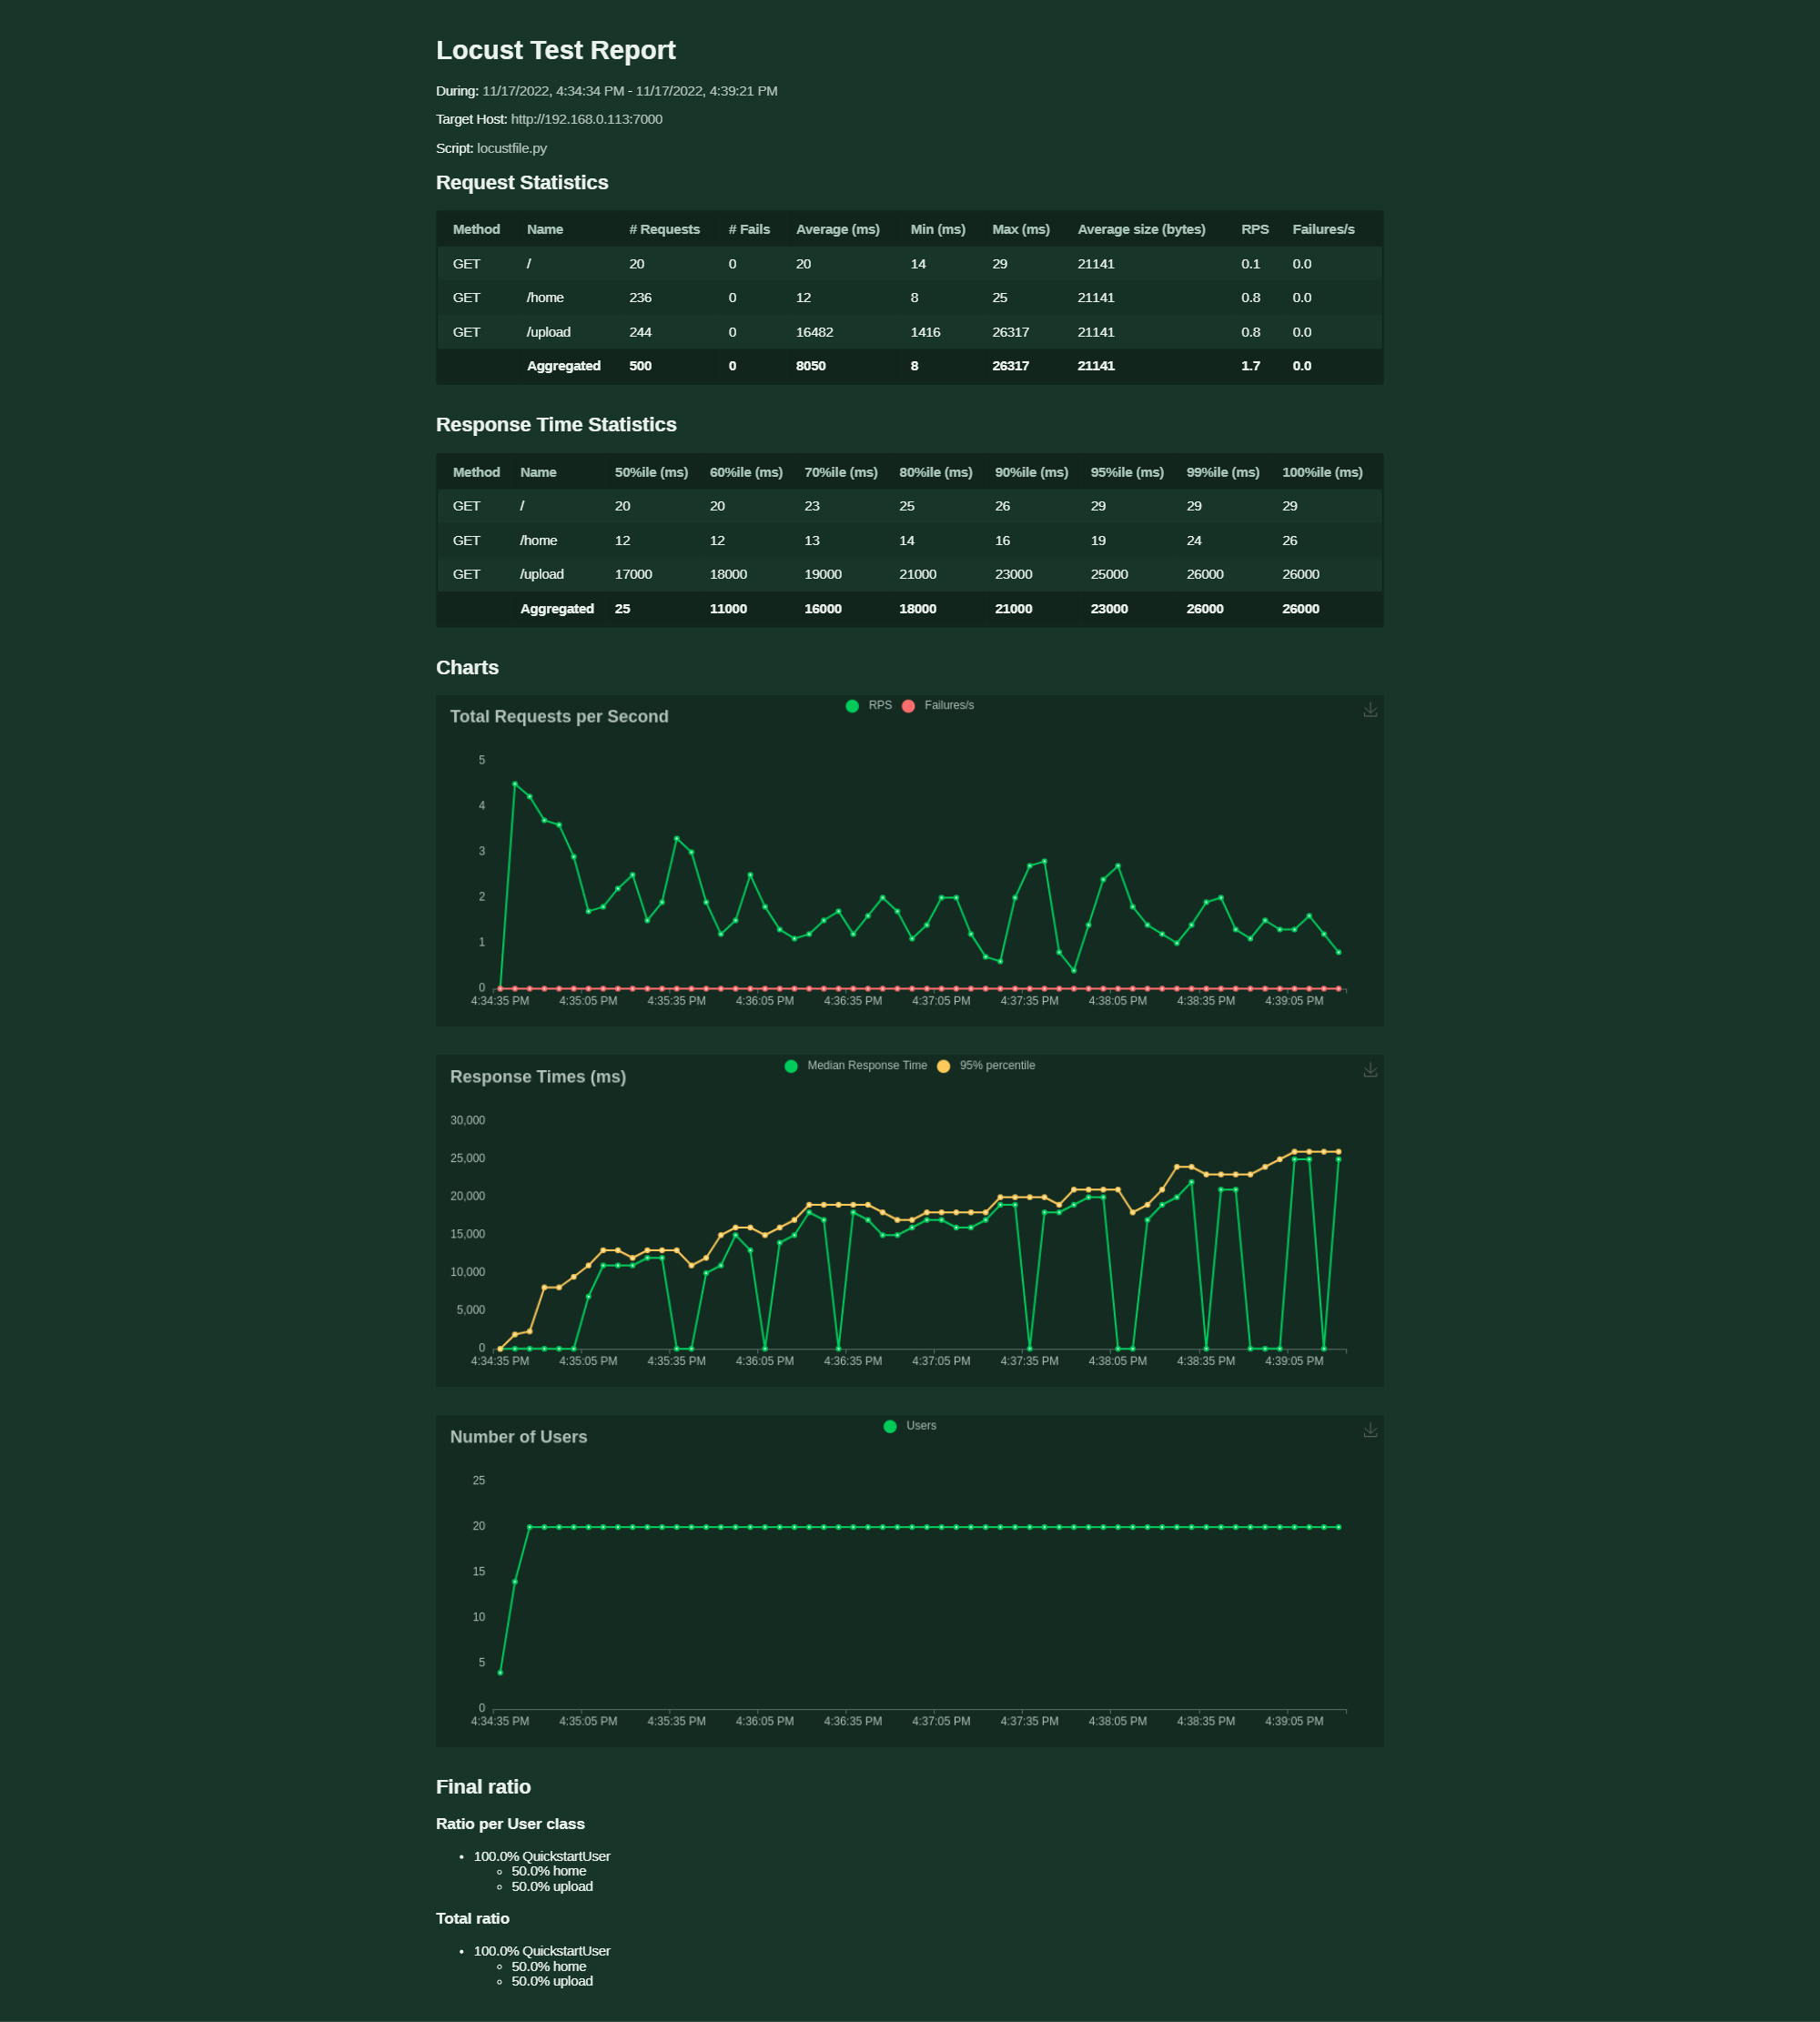 Locust Test Report
During: 11/17/2022, 4:34:34 PM - 11/17/2022, 4:39:21 PM
Target Host: http://192.168.0.113:7000
Script: locustfile.py
Request Statistics
Method Name # Requests # Fails Average (ms) Min (ms) Max (ms) Average size (bytes) RPS Failures/s
GET / 20 0 20 14 29 21141 0.1 0.0
GET /home 236 0 12 8 25 21141 0.8 0.0
GET /upload 244 0 16482 1416 26317 21141 0.8 0.0
Aggregated 500 0 8050 8 26317 21141 1.7 0.0
Response Time Statistics
Method Name 50%ile (ms) 60%ile (ms) 70%ile (ms) 80%ile (ms) 90%ile (ms) 95%ile (ms) 99%ile (ms) 100%ile (ms)
GET / 20 20 23 25 26 29 29 29
GET /home 12 12 13 14 16 19 24 26
GET /upload 17000 18000 19000 21000 23000 25000 26000 26000
Aggregated 25 11000 16000 18000 21000 23000 26000 26000
Charts
RPS Failures/s
Total Requests per Second
5
4
3
2
1
0
4:34:35 PM 4:35:05 PM 4:35:35 PM 4:36:05 PM 4:36:35 PM 4:37:05 PM 4:37:35 PM 4:38:05 PM 4:38:35 PM 4:39:05 PM
Median Response Time 95% percentile
Response Times (ms)
30,000
25,000
20,000
15,000
10,000
5,000
0
4:34:35 PM 4:35:05 PM 4:35:35 PM 4:36:05 PM 4:36:35 PM 4:37:05 PM 4:37:35 PM 4:38:05 PM 4:38:35 PM 4:39:05 PM
Users
Number of Users
25
20
15
10
5
0
4:34:35 PM 4:35:05 PM 4:35:35 PM 4:36:05 PM 4:36:35 PM 4:37:05 PM 4:37:35 PM 4:38:05 PM 4:38:35 PM 4:39:05 PM
Final ratio
Ratio per User class
100.0% QuickstartUser
50.0% home
50.0% upload
Total ratio
100.0% QuickstartUser
50.0% home
50.0% upload